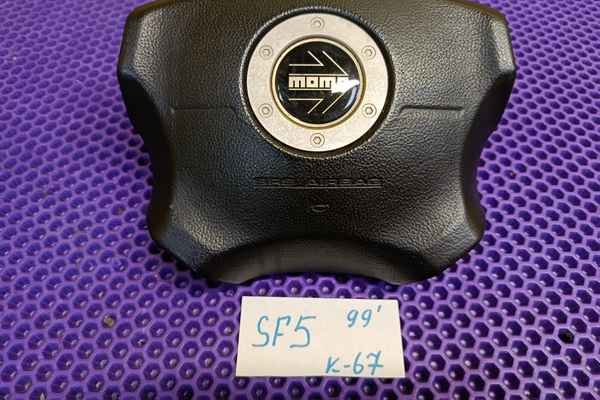 momo
SRS AIRBAG
SF5 99'
K-67